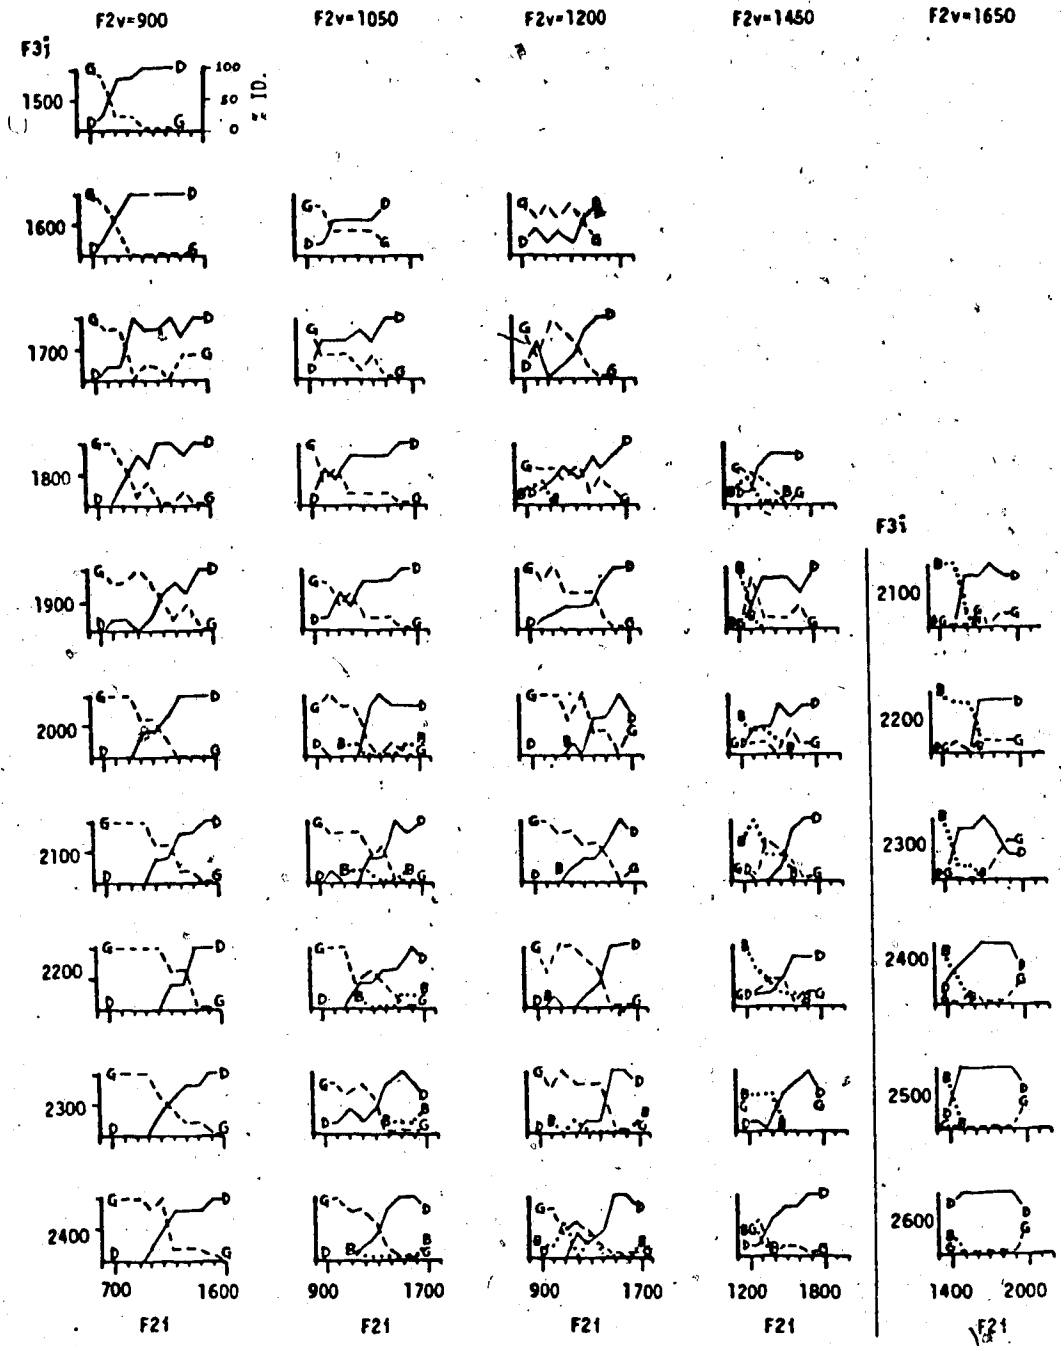 F2v=900 F2v=1050 F2v=1200 F2v=1450 F2v=1650
F3i
G D 100
1500 50 % ID.
D G 0
G D G D G
1600
D G D G D G
G D G D G D
1700 G
D D G D G
G D G D G D G D
1800
D G D G B D B G B D B G
F3i
G D G D G D B D B D
1900 2100
D G D G D G D G G D G G G
G D G D G D B D B D
2000 2200
D G D B B G D B G G D B G D G D G
G D G D G D B D B G
2100 2300
D G D B B G B G G D B G D G B D
G D G D G D B D B D
2200 2400
D G D B B G D B G G D B G D B G
G D G D G D B D G B D
2300 2500
D G D B B G D B B G G D B D B G
G D G D G D B G D D D
2400 2600
D G D B B G B D B G D B G B G G
700 1600 900 1700 900 1700 1200 1800 1400 2000
F2i F2i F2i F2i F2i